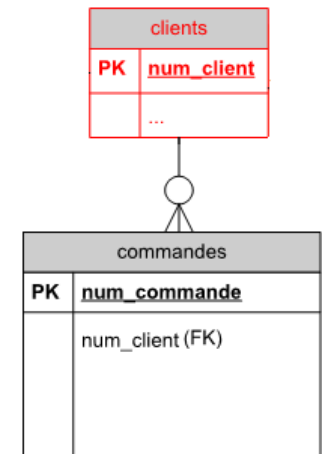 clients
PK num_client
...
commandes
PK num_commande
num_client (FK)